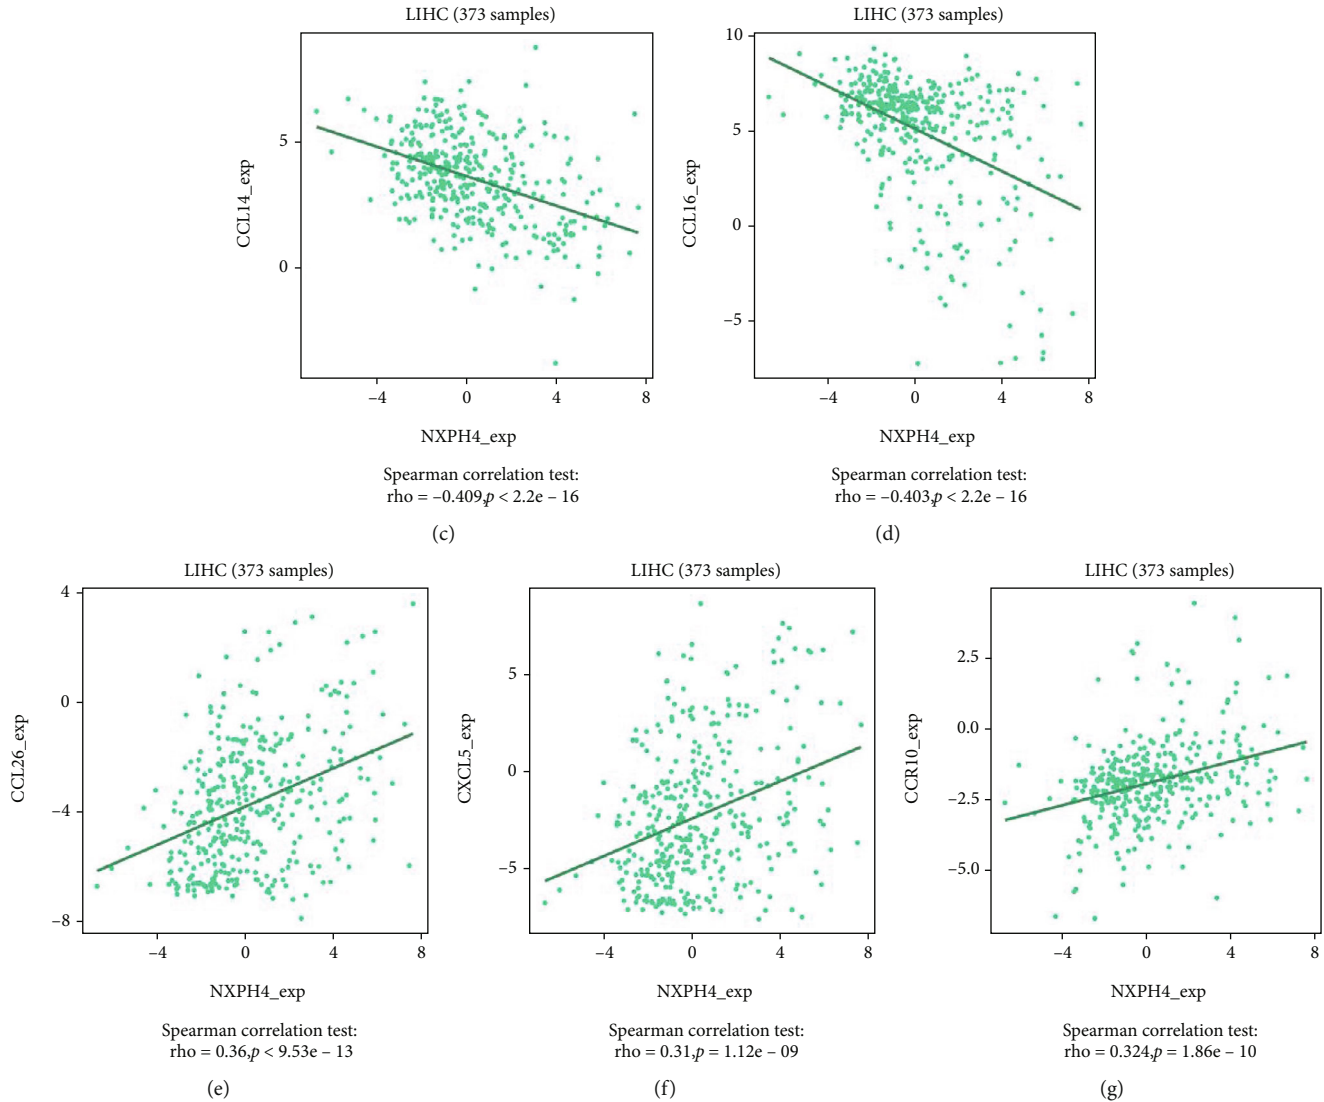 LIHC (373 samples)
10
5
0
5
0
−5
CCL14_exp
CCL16_exp
−4
0
4
8
−4
0
4
8
NXPH4_exp
NXPH4_exp
Spearman correlation test:
rho = −0.409,p < 2.2e − 16
Spearman correlation test:
rho = −0.403,p < 2.2e − 16
(c)
(d)
LIHC (373 samples)
LIHC (373 samples)
LIHC (373 samples)
LIHC (373 samples)
4
0
−4
−8
CCL26_exp
5
0
−5
CXCL5_exp
2.5
0.0
−2.5
−5.0
CCR10_exp
−4
0
4
8
−4
0
4
8
−4
0
4
8
NXPH4_exp
NXPH4_exp
NXPH4_exp
Spearman correlation test:
rho = 0.36,p < 9.53e − 13
Spearman correlation test:
rho = 0.31,p = 1.12e − 09
Spearman correlation test:
rho = 0.324,p = 1.86e − 10
(e)
(f)
(g)